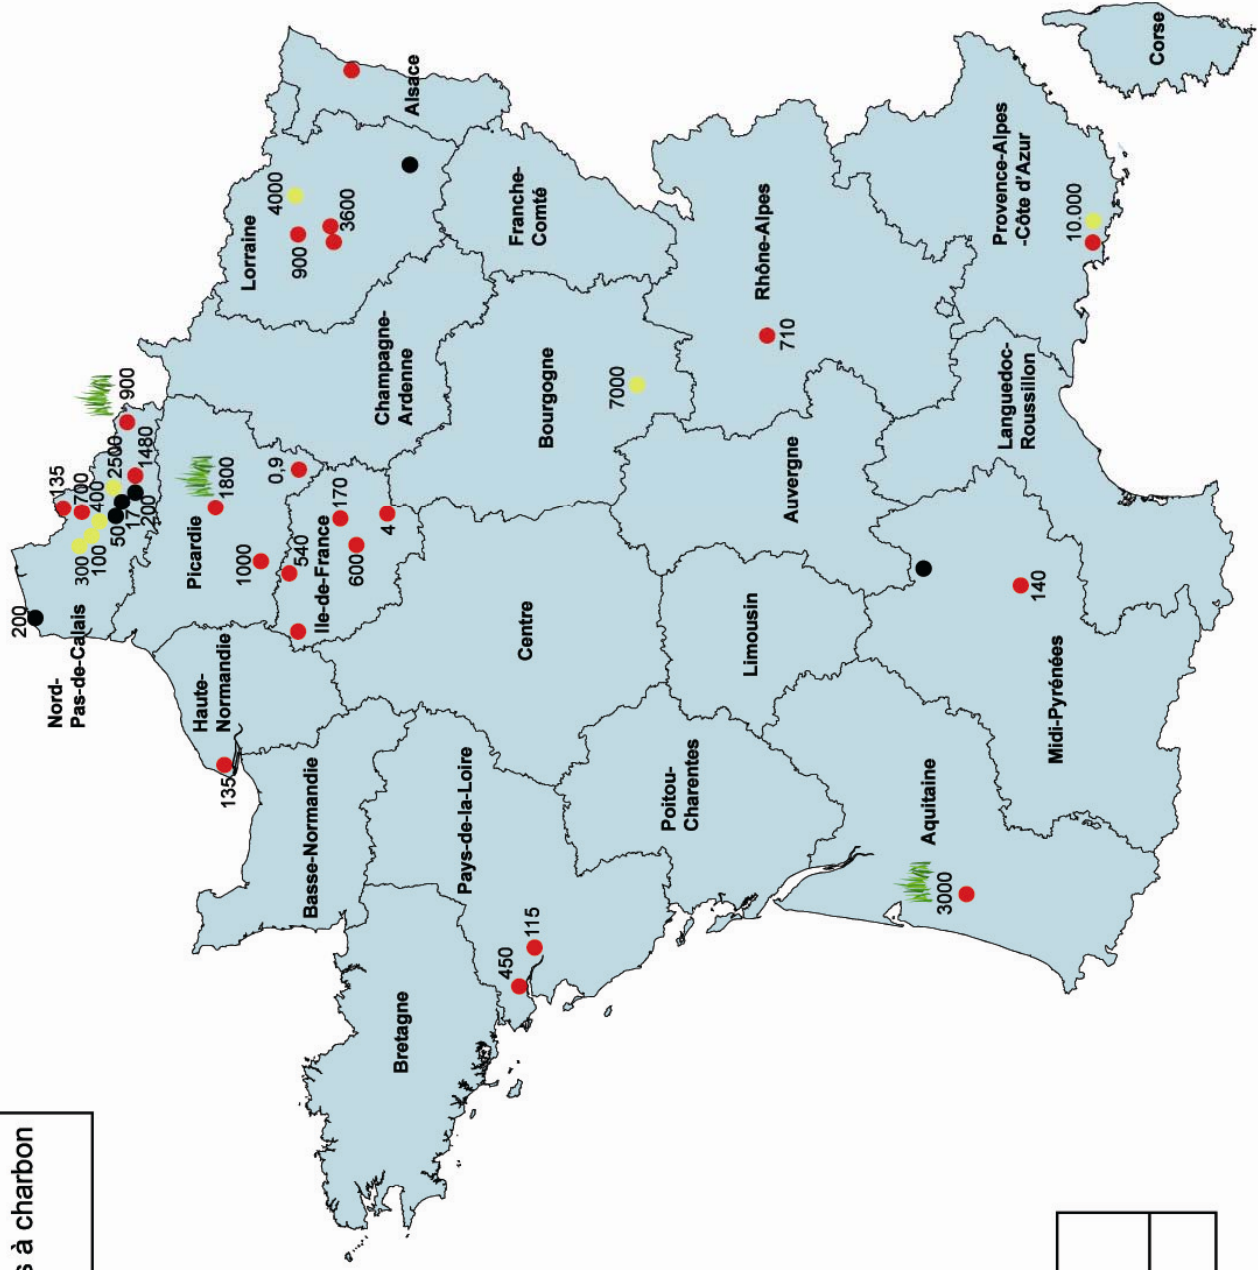 s à charbon
200
Nord-
Pas-de-Calais
300
100
135
700
400
50
17
200
2500
1480
900
Picardie
1800
1000
0,9
Haute-
Normandie
135
Ile-de-France
540
170
600
4
Basse-Normandie
Bretagne
Pays-de-la-Loire
450
115
Centre
Champagne-
Ardenne
Lorraine
4000
900
3600
Alsace
Franche-
Comté
Bourgogne
7000
Poitou-
Charentes
Limousin
Auvergne
Rhône-Alpes
710
Aquitaine
3000
Midi-Pyrénées
140
Languedoc-
Roussillon
Provence-Alpes
-Côte d'Azur
10.000
Corse